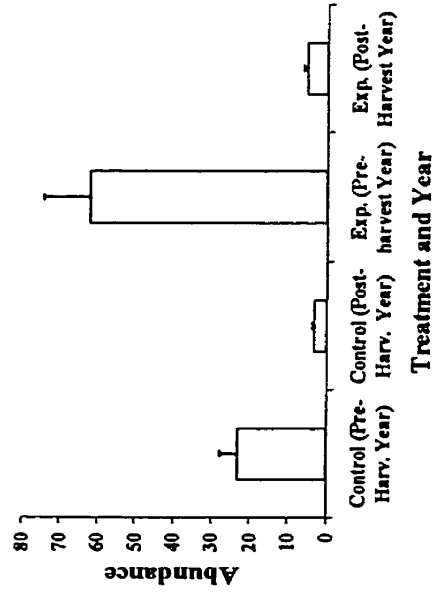 Abundance
80
70
60
50
40
30
20
10
0
Control (Pre-
Harv. Year)
Control (Post-
Harv. Year)
Exp. (Pre-
harvest Year)
Exp. (Post-
Harvest Year)
Treatment and Year